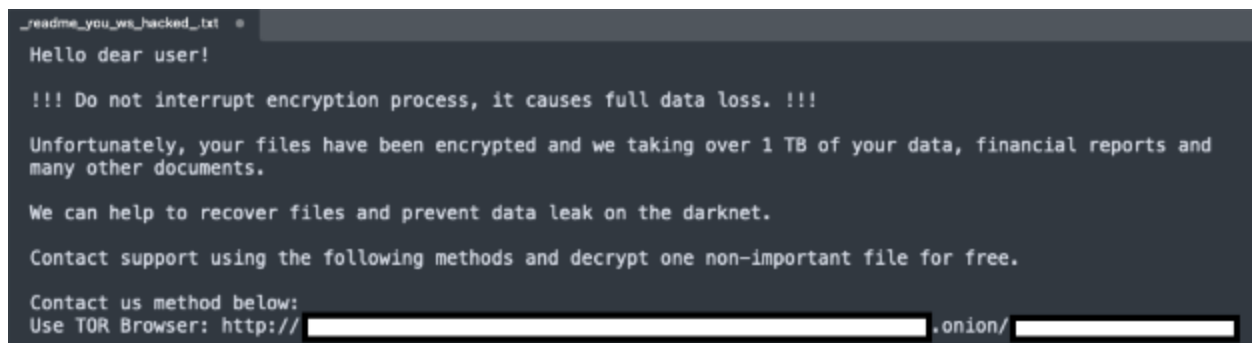 _readme_you_ws_hacked_.txt
Hello dear user!
!!! Do not interrupt encryption process, it causes full data loss. !!!
Unfortunately, your files have been encrypted and we taking over 1 TB of your data, financial reports and
many other documents.
We can help to recover files and prevent data leak on the darknet.
Contact support using the following methods and decrypt one non-important file for free.
Contact us method below:
Use TOR Browser: http:// .onion/